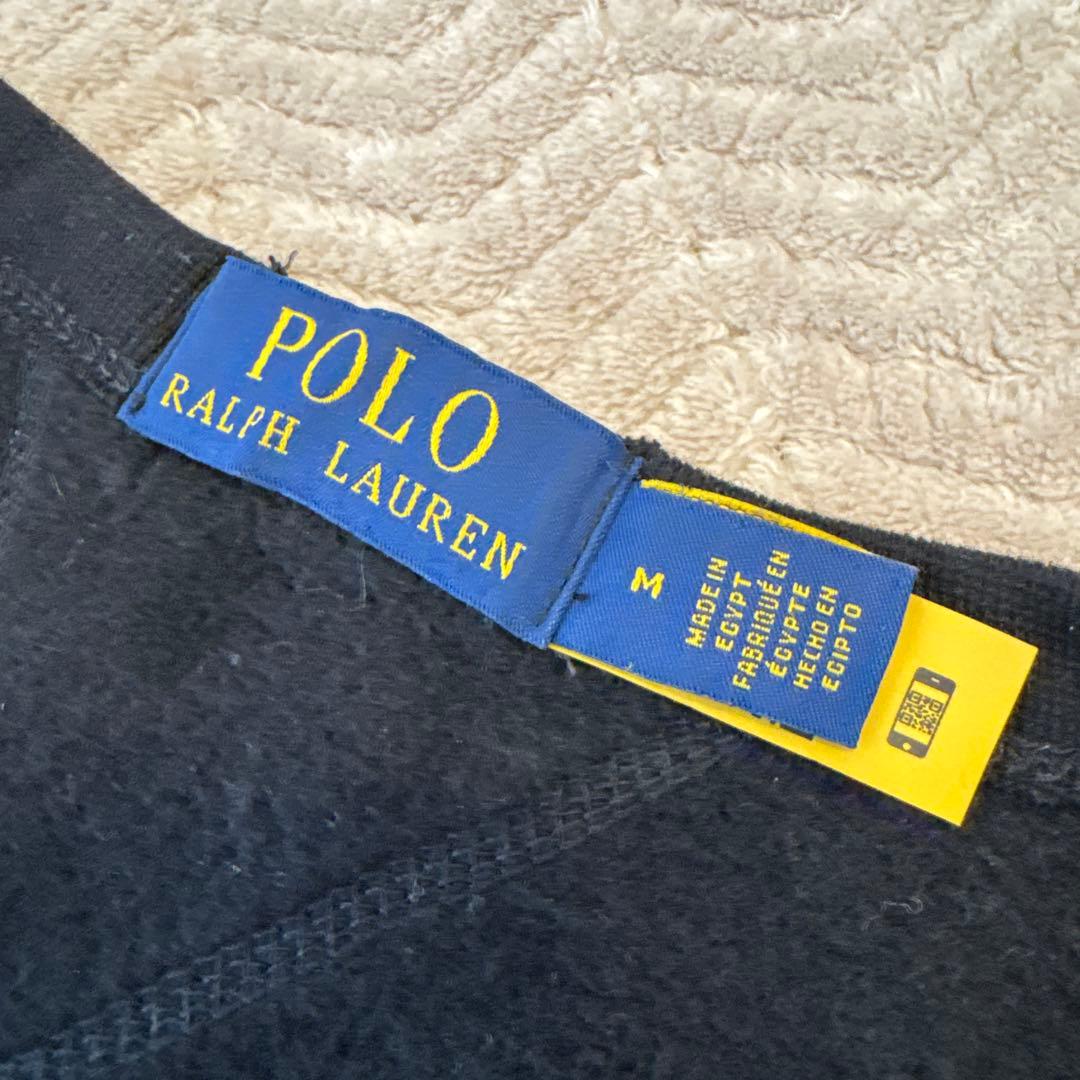 POLO
RALPH LAUREN
M
MADE IN
EGYPT
FABRIQUÉ EN
ÉGYPTE
HECHO EN
EGIPTO